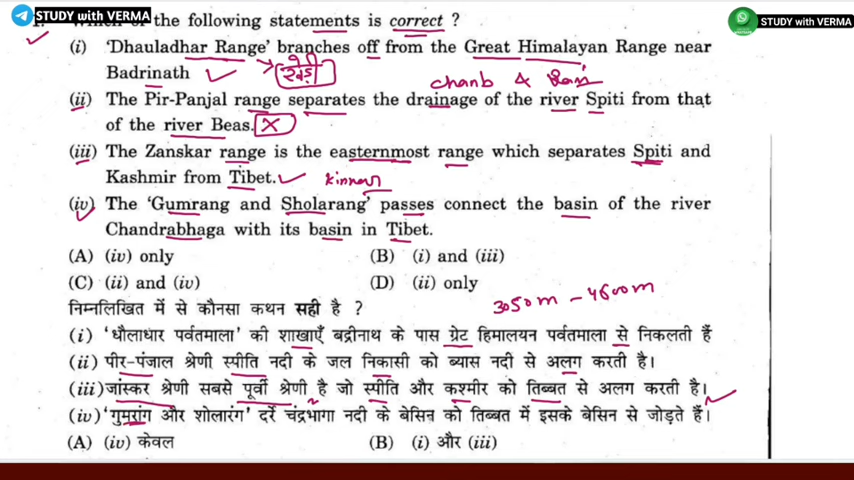 STUDY with VERMA
of the following statements is correct ?
STUDY with VERMA
(i) 'Dhauladhar Range' branches off from the Great Himalayan Range near
Badrinath
(ii) The Pir-Panjal range separates the drainage of the river Spiti from that
of the river Beas.
(iii) The Zanskar range is the easternmost range which separates Spiti and
Kashmir from Tibet.
(iv) The 'Gumrang and Sholarang' passes connect the basin of the river
Chandrabhaga with its basin in Tibet.
(A) (iv) only (B) (i) and (iii)
(C) (ii) and (iv) (D) (ii) only
3050m - 4600m
निम्नलिखित में से कौनसा कथन सही है ?
(i) 'धौलाधार पर्वतमाला' की शाखाएँ बद्रीनाथ के पास ग्रेट हिमालयन पर्वतमाला से निकलती हैं
(ii) पीर-पंजाल श्रेणी स्पीति नदी के जल निकासी को ब्यास नदी से अलग करती है।
(iii) जांस्कर श्रेणी सबसे पूर्वी श्रेणी है जो स्पीति और कश्मीर को तिब्बत से अलग करती है।
(iv) 'गुमरांग और शोलारंग' दर्रे चंद्रभागा नदी के बेसिन को तिब्बत में इसके बेसिन से जोड़ते हैं।
(A) (iv) केवल (B) (i) और (iii)